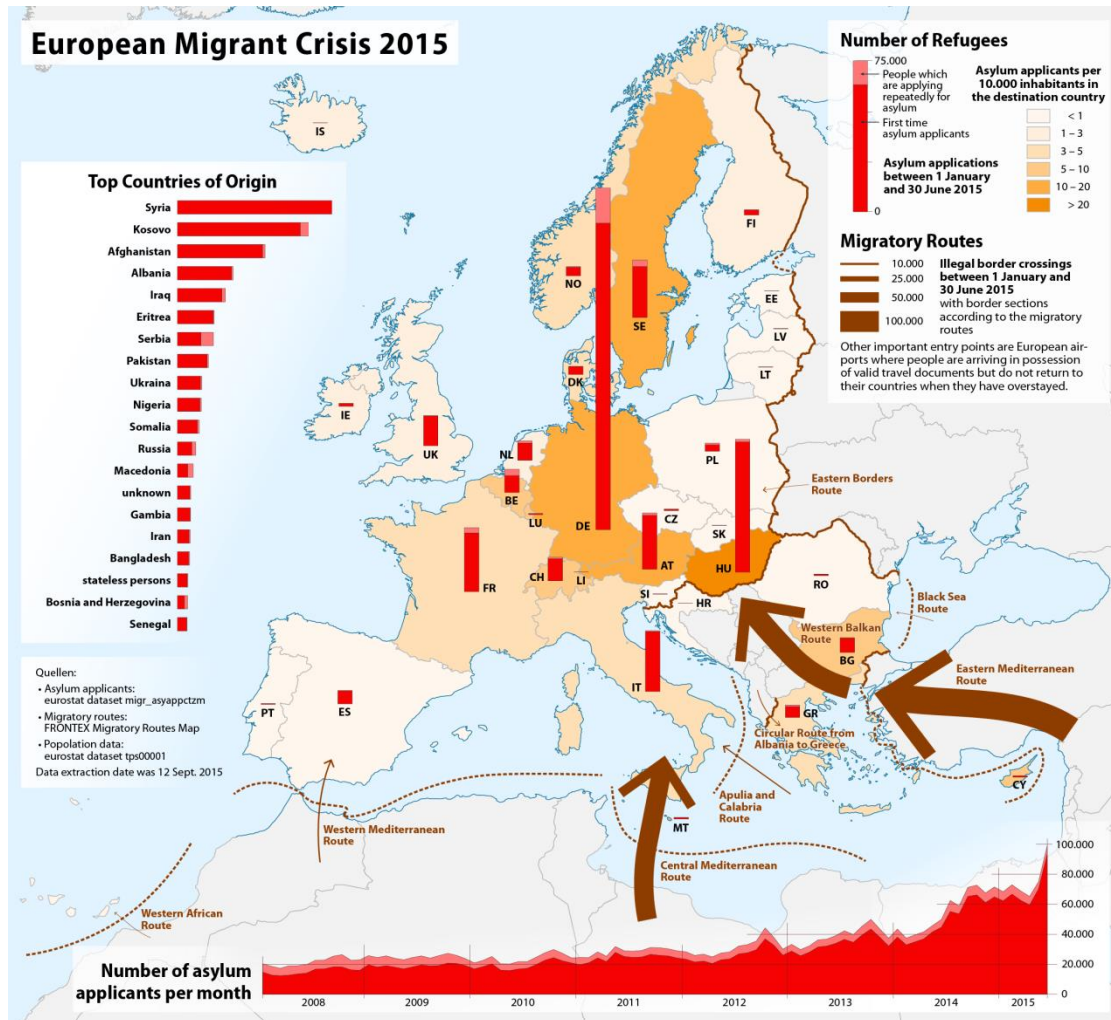 European Migrant Crisis 2015
Number of Refugees
75.000
People which
are applying
repeatedly for
asylum
First time
asylum applicants
Asylum applications
between 1 January
and 30 June 2015
0
Asylum applicants per
10.000 inhabitants in
the destination country
< 1
1 – 3
3 – 5
5 – 10
10 – 20
> 20
Migratory Routes
10.000
25.000
50.000
100.000
Illegal border crossings
between 1 January and
30 June 2015
with border sections
according to the migratory
routes
Other important entry points are European air-
ports where people are arriving in possession
of valid travel documents but do not return to
their countries when they have overstayed.
Top Countries of Origin
Syria
Kosovo
Afghanistan
Albania
Iraq
Eritrea
Serbia
Pakistan
Ukraina
Nigeria
Somalia
Russia
Macedonia
unknown
Gambia
Iran
Bangladesh
stateless persons
Bosnia and Herzegovina
Senegal
Quellen:
• Asylum applicants:
eurostat dataset migr_asyappctzm
• Migratory routes:
FRONTEX Migratory Routes Map
• Popolation data:
eurostat dataset tps00001
Data extraction date was 12 Sept. 2015
IS
FI
NO
SE
EE
LV
LT
DK
IE
UK
NL
PL
BE
LU
DE
CZ
SK
FR
CH
LI
AT
HU
SI
HR
RO
BG
IT
PT
ES
GR
MT
CY
Eastern Borders
Route
Black Sea
Route
Western Balkan
Route
Eastern Mediterranean
Route
Circular Route from
Albania to Greece
Apulia and
Calabria
Route
Central Mediterranean
Route
Western Mediterranean
Route
Western African
Route
Number of asylum
applicants per month
100.000
80.000
60.000
40.000
20.000
0
2008
2009
2010
2011
2012
2013
2014
2015